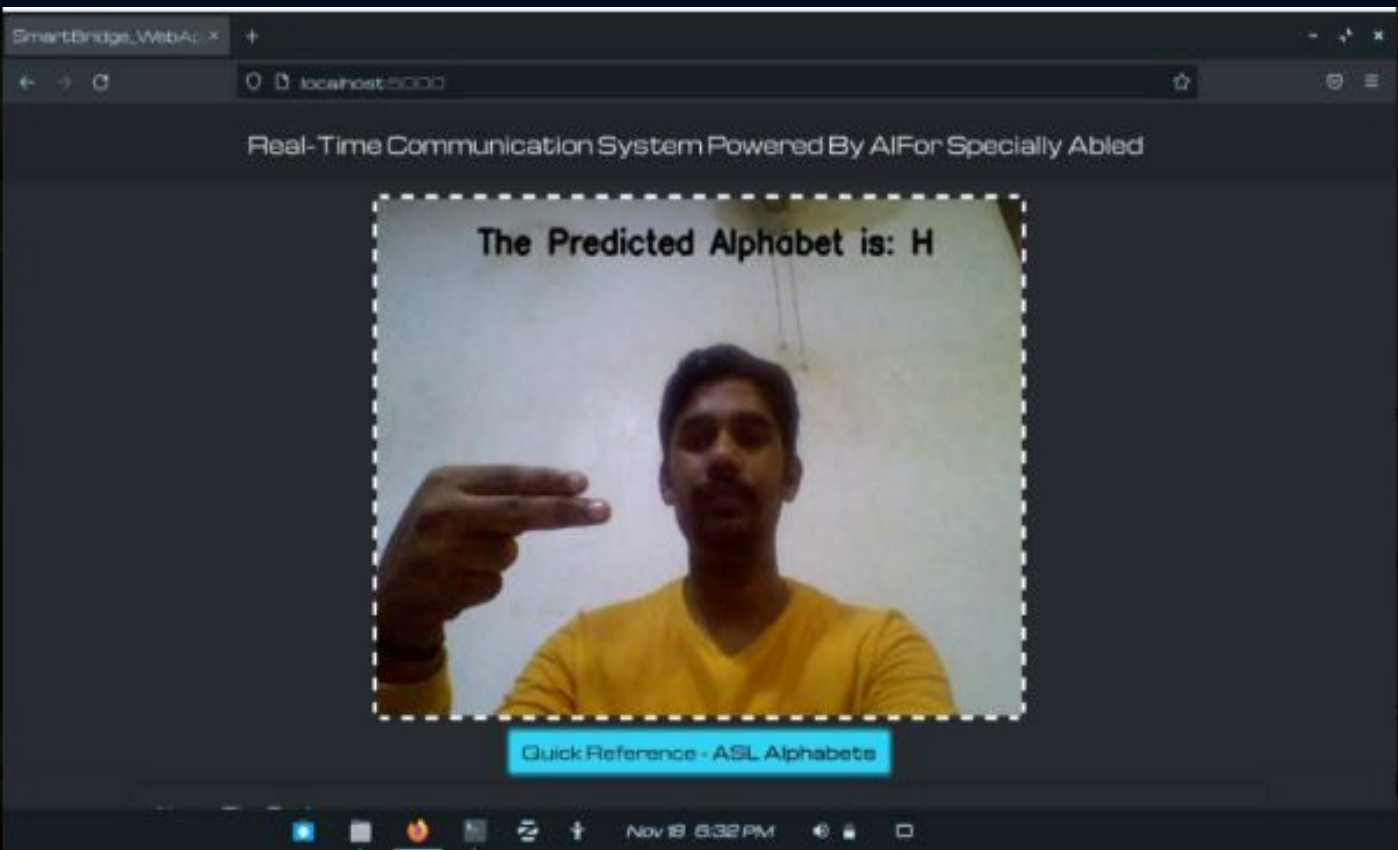 SmartBridge_WebAp
localhost:5000
Real-Time Communication System Powered By AIFor Specially Abled
The Predicted Alphabet is: H
Quick Reference - ASL Alphabets
Nov 18 6:32 PM